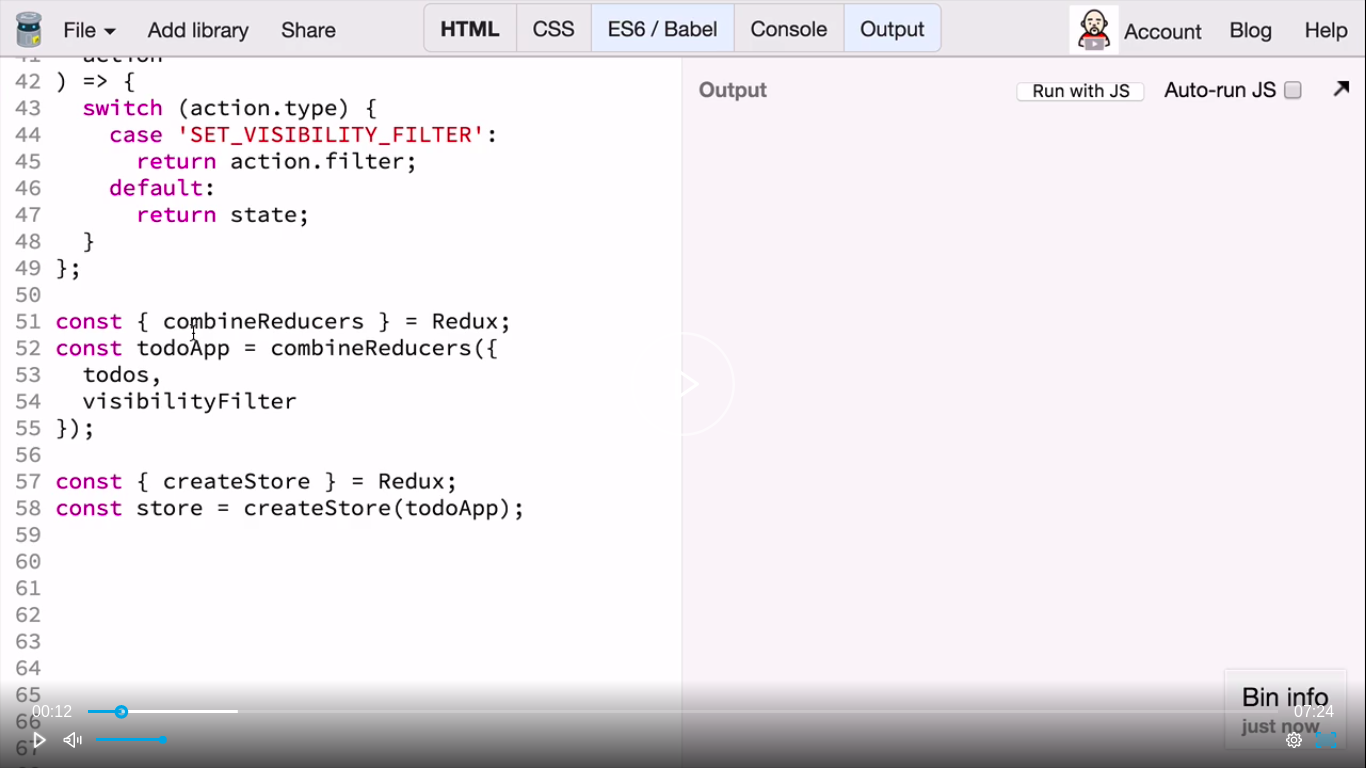 File
Add library
Share
HTML
CSS
ES6 / Babel
Console
Output
Account
Blog
Help
Output
Run with JS
Auto-run JS
41 action
42 ) => {
43 switch (action.type) {
44 case 'SET_VISIBILITY_FILTER':
45 return action.filter;
46 default:
47 return state;
48 }
49 };
50
51 const { combineReducers } = Redux;
52 const todoApp = combineReducers({
53 todos,
54 visibilityFilter
55 });
56
57 const { createStore } = Redux;
58 const store = createStore(todoApp);
59
60
61
62
63
64
65
66
67
Bin info
just now
00:12
07:24